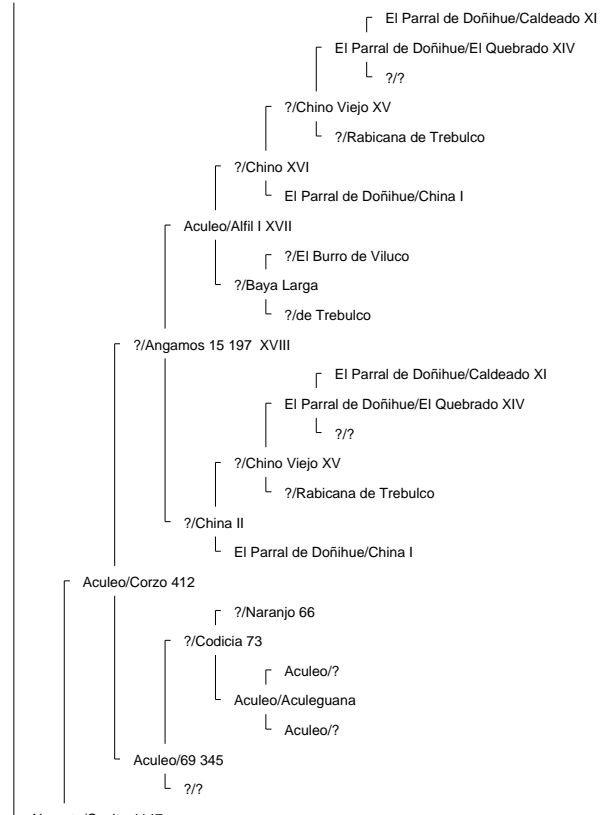 El Parral de Doñihue/Caldeado XI
El Parral de Doñihue/El Quebrado XIV
?/?
?/Chino Viejo XV
?/Rabicana de Trebulco
?/Chino XVI
El Parral de Doñihue/China I
Aculeo/Alfil I XVII
?/El Burro de Viluco
?/Baya Larga
?/de Trebulco
?/Angamos 15 197 XVIII
El Parral de Doñihue/Caldeado XI
El Parral de Doñihue/El Quebrado XIV
?/?
?/Chino Viejo XV
?/Rabicana de Trebulco
?/China II
El Parral de Doñihue/China I
Aculeo/Corzo 412
?/Naranjo 66
?/Codicia 73
Aculeo/?
Aculeo/Aculeguana
Aculeo/?
Aculeo/69 345
?/?